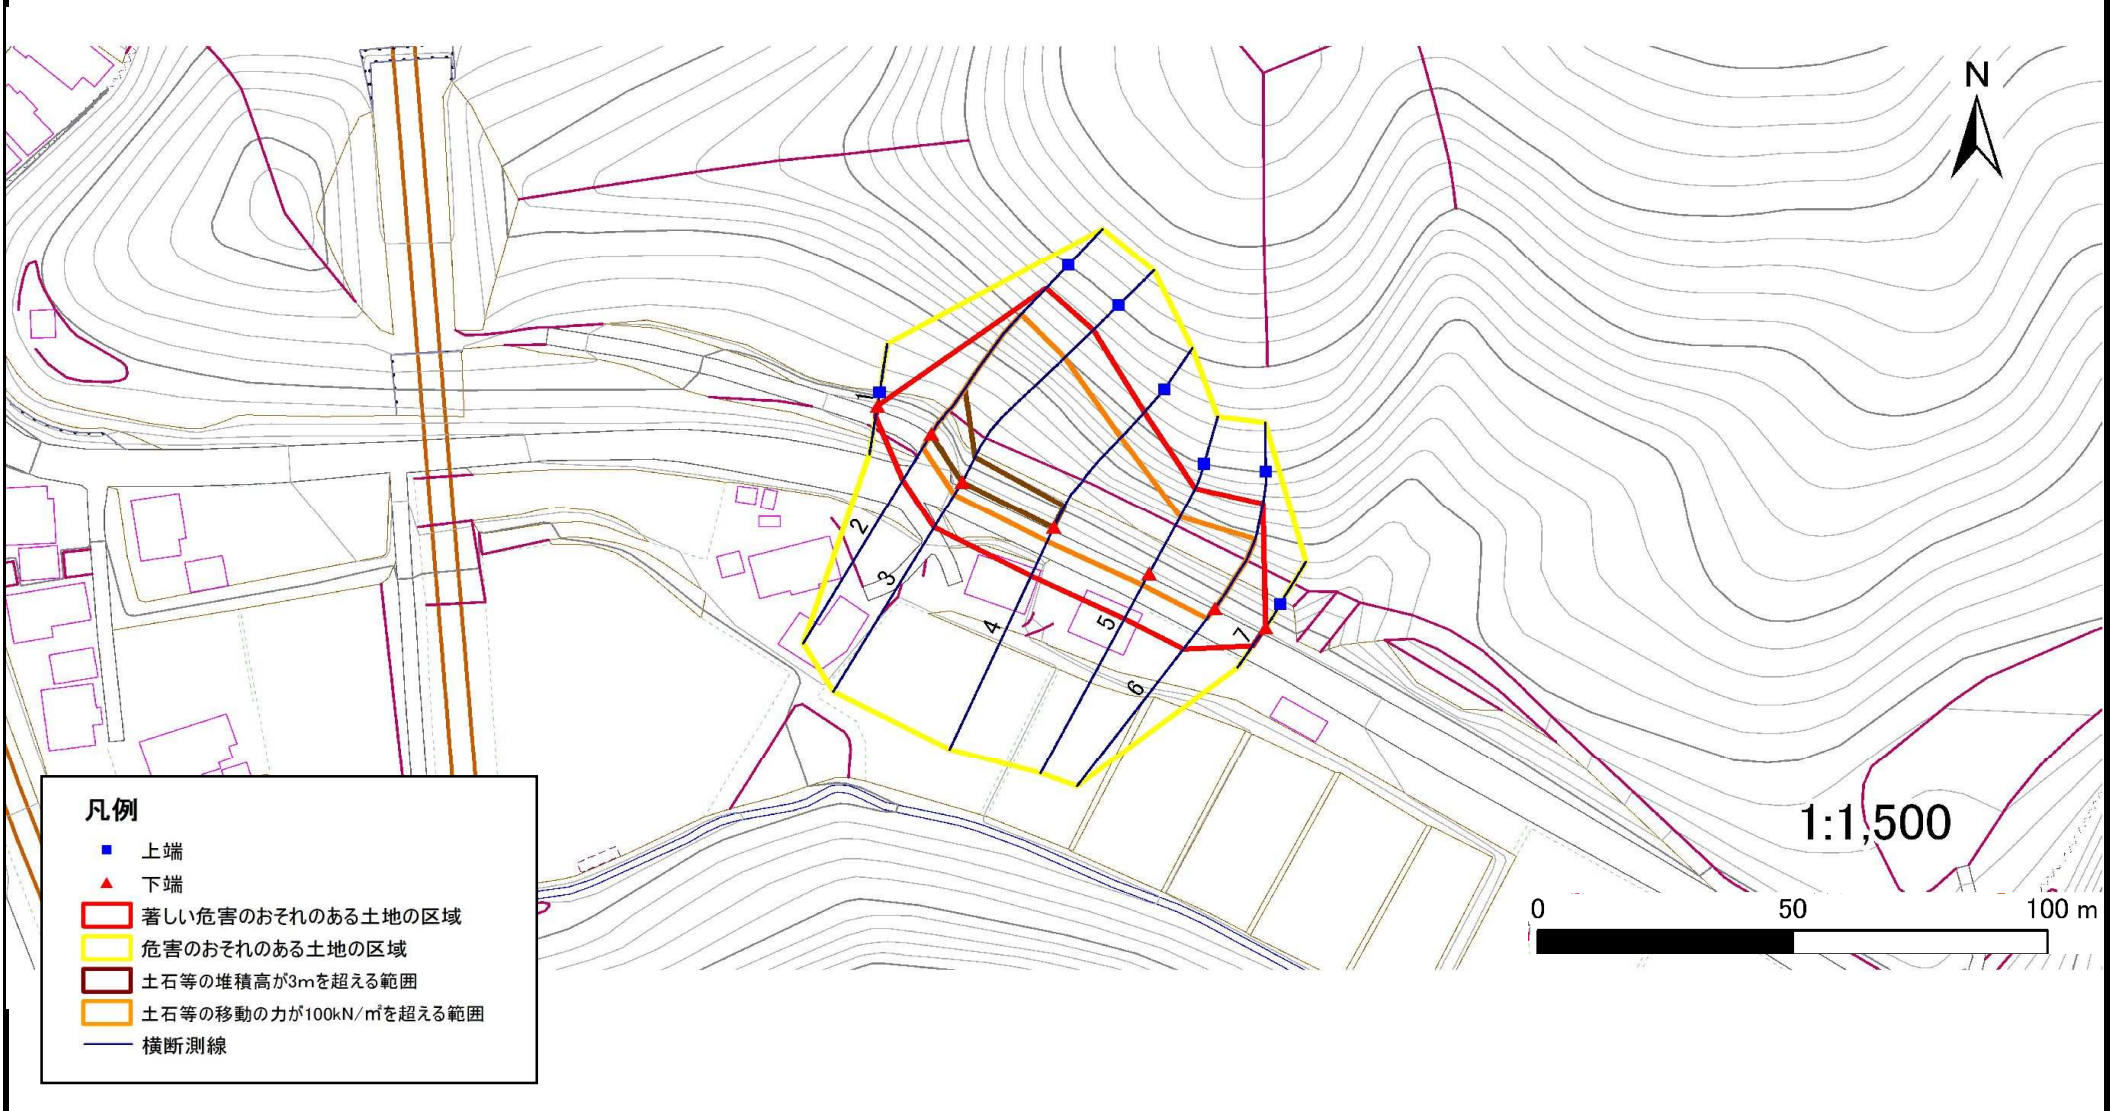 N
1
2
3
4
5
6
7
1:1,500
0 50 100 m
凡例
上端
下端
著しい危害のおそれのある土地の区域
危害のおそれのある土地の区域
土石等の堆積高が3mを超える範囲
土石等の移動の力が100kN/㎡を超える範囲
横断測線